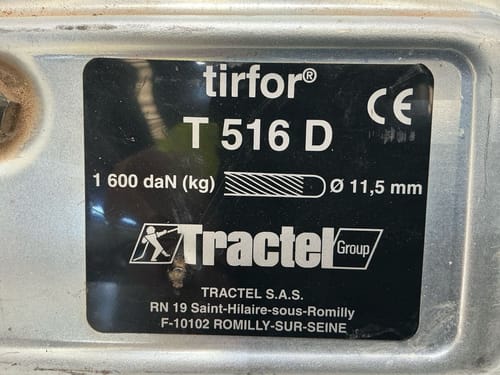 tirfor®
CE
T 516 D
1 600 daN (kg) Ø 11,5 mm
Tractel Group
TRACTEL S.A.S.
RN 19 Saint-Hilaire-sous-Romilly
F-10102 ROMILLY-SUR-SEINE